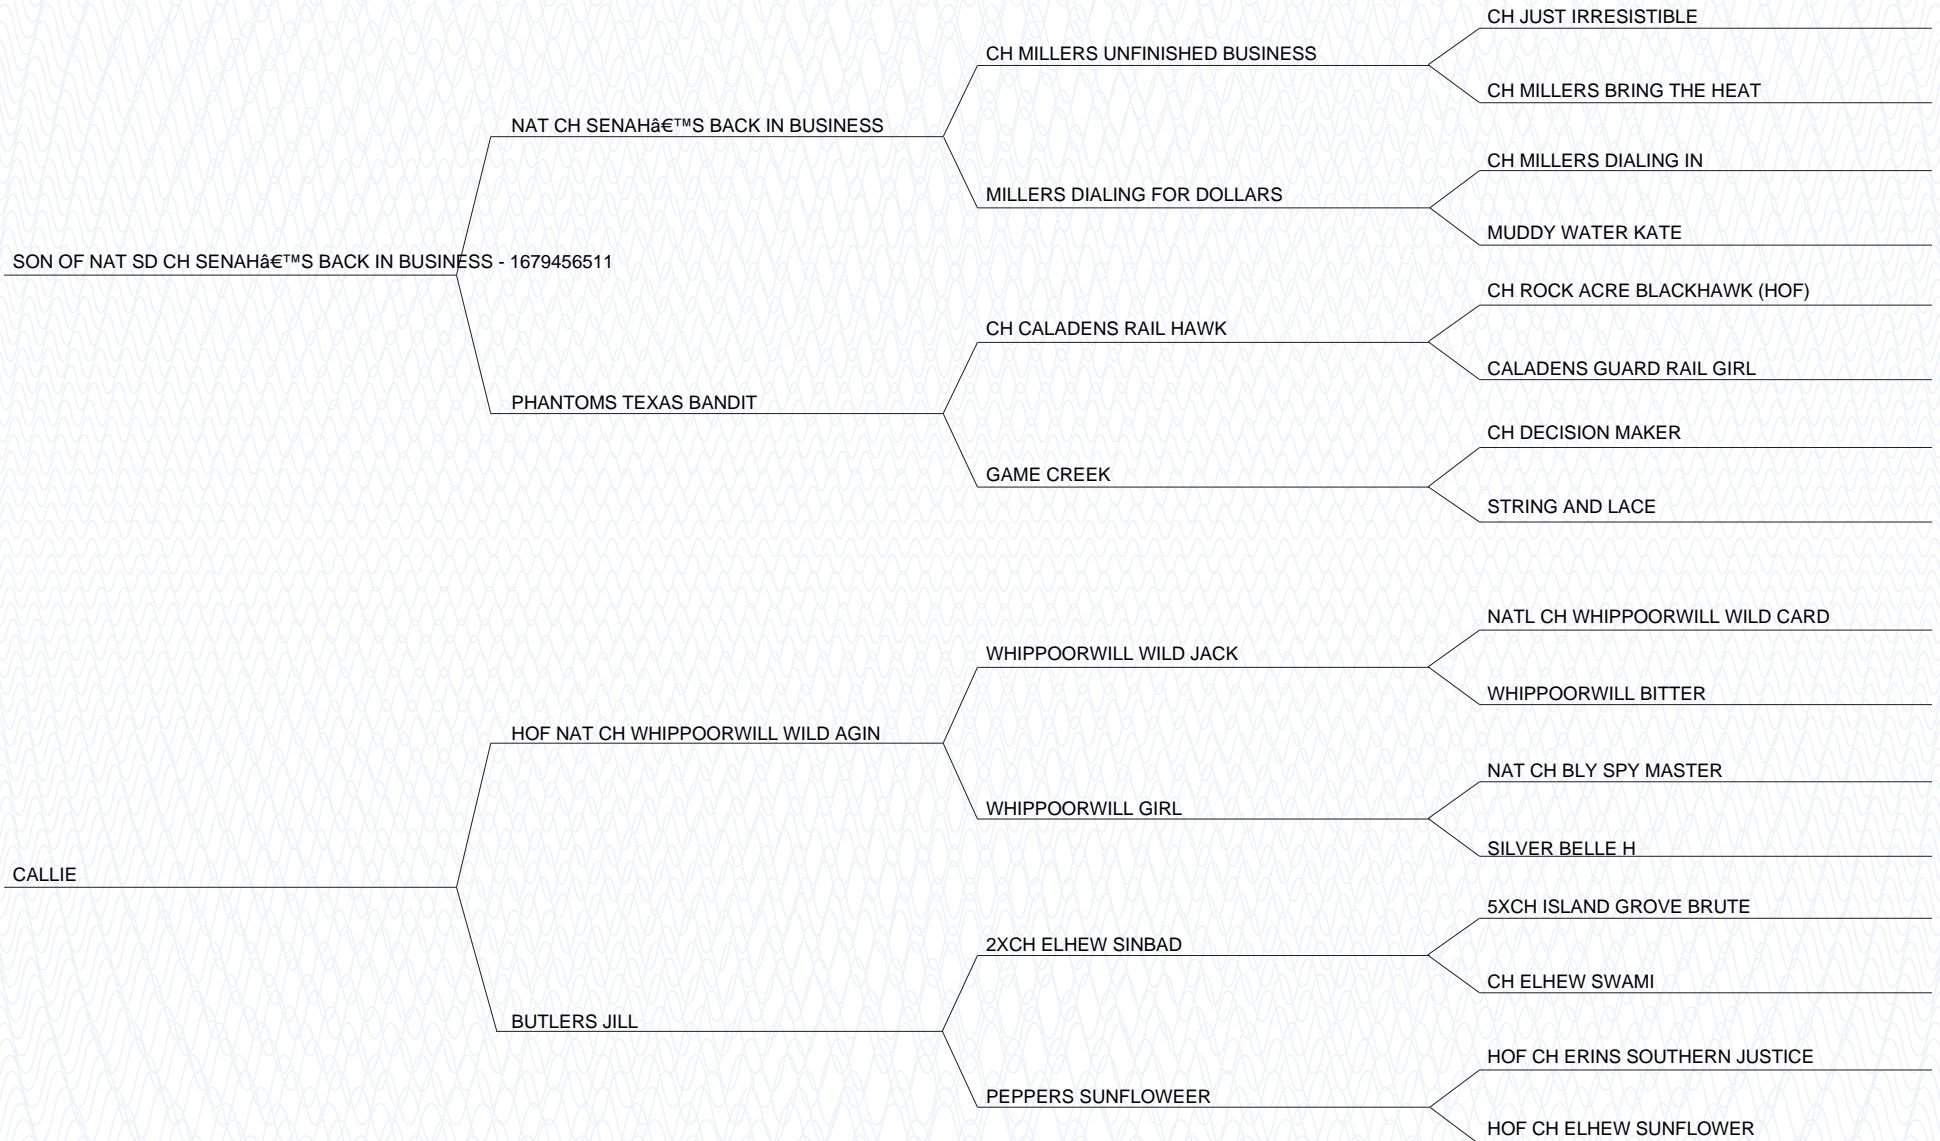 CH JUST IRRESISTIBLE
CH MILLERS UNFINISHED BUSINESS
CH MILLERS BRING THE HEAT
NAT CH SENAH’S BACK IN BUSINESS
CH MILLERS DIALING IN
MILLERS DIALING FOR DOLLARS
MUDDY WATER KATE
SON OF NAT SD CH SENAH’S BACK IN BUSINESS - 1679456511
CH ROCK ACRE BLACKHAWK (HOF)
CH CALADENS RAIL HAWK
CALADENS GUARD RAIL GIRL
PHANTOMS TEXAS BANDIT
CH DECISION MAKER
GAME CREEK
STRING AND LACE
NATL CH WHIPPOORWILL WILD CARD
WHIPPOORWILL WILD JACK
WHIPPOORWILL BITTER
HOF NAT CH WHIPPOORWILL WILD AGIN
NAT CH BLY SPY MASTER
WHIPPOORWILL GIRL
SILVER BELLE H
CALLIE
5XCH ISLAND GROVE BRUTE
2XCH ELHEW SINBAD
CH ELHEW SWAMI
BUTLERS JILL
HOF CH ERINS SOUTHERN JUSTICE
PEPPERS SUNFLOWEER
HOF CH ELHEW SUNFLOWER